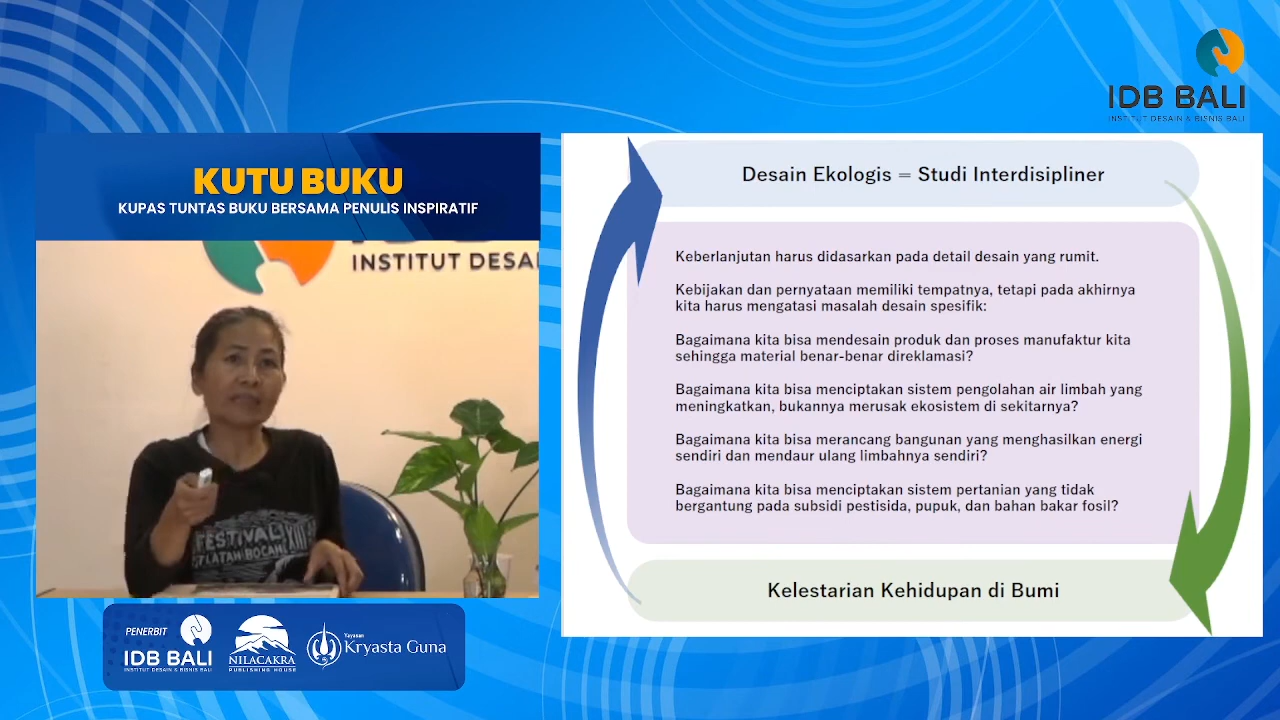 IDB BALI
INSTITUT DESAIN & BISNIS BALI
KUTU BUKU
KUPAS TUNTAS BUKU BERSAMA PENULIS INSPIRATIF
INSTITUT DESAI
FESTIVAL XIII
TLATAH BOCAH
PENERBIT
IDB BALI
INSTITUT DESAIN & BISNIS BALI
NILACAKRA
PUBLISHING HOUSE
Yayasan
Kryasta Guna
Desain Ekologis = Studi Interdisipliner
Keberlanjutan harus didasarkan pada detail desain yang rumit.
Kebijakan dan pernyataan memiliki tempatnya, tetapi pada akhirnya
kita harus mengatasi masalah desain spesifik:
Bagaimana kita bisa mendesain produk dan proses manufaktur kita
sehingga material benar-benar direklamasi?
Bagaimana kita bisa menciptakan sistem pengolahan air limbah yang
meningkatkan, bukannya merusak ekosistem di sekitarnya?
Bagaimana kita bisa merancang bangunan yang menghasilkan energi
sendiri dan mendaur ulang limbahnya sendiri?
Bagaimana kita bisa menciptakan sistem pertanian yang tidak
bergantung pada subsidi pestisida, pupuk, dan bahan bakar fosil?
Kelestarian Kehidupan di Bumi